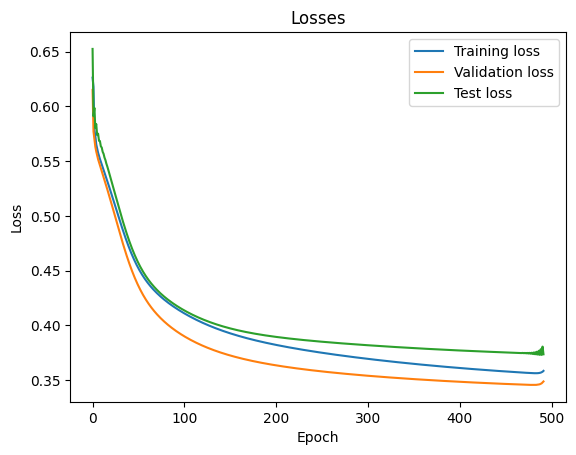 Losses
Training loss
Validation loss
Test loss
Loss
0.65
0.60
0.55
0.50
0.45
0.40
0.35
0
100
200
300
400
500
Epoch